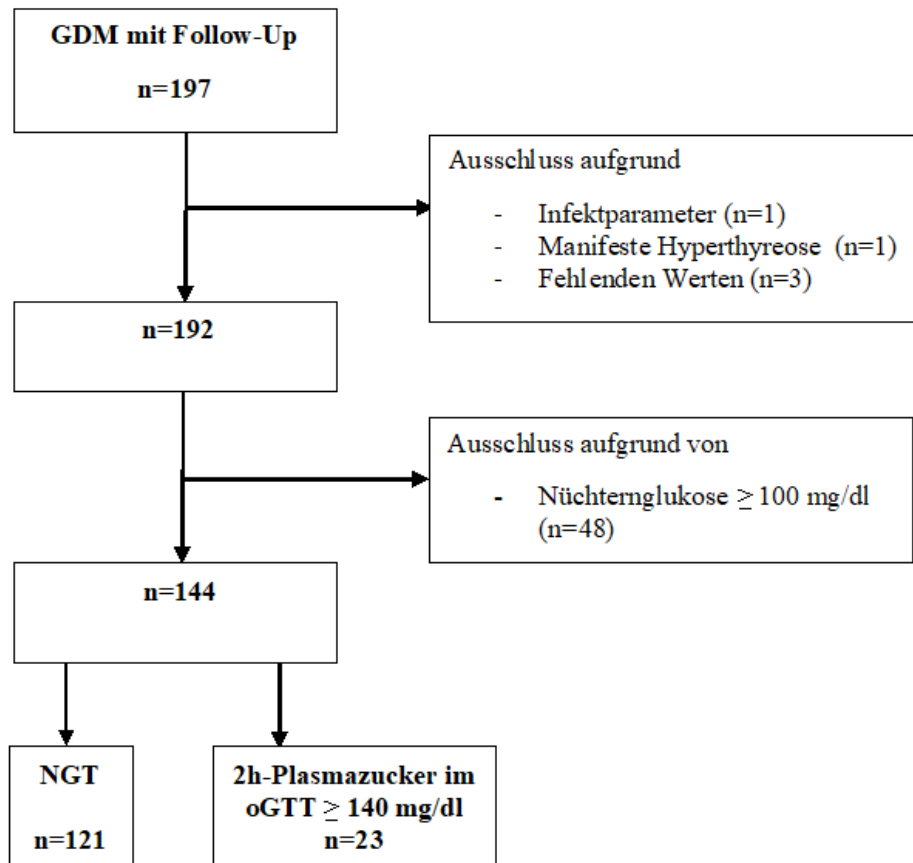 GDM mit Follow-Up
n=197
Ausschluss aufgrund
- Infektparameter (n=1)
- Manifeste Hyperthyreose (n=1)
- Fehlenden Werten (n=3)
n=192
Ausschluss aufgrund von
- Nüchternglukose ≥ 100 mg/dl
(n=48)
n=144
NGT
n=121
2h-Plasmazucker im
oGTT ≥ 140 mg/dl
n=23